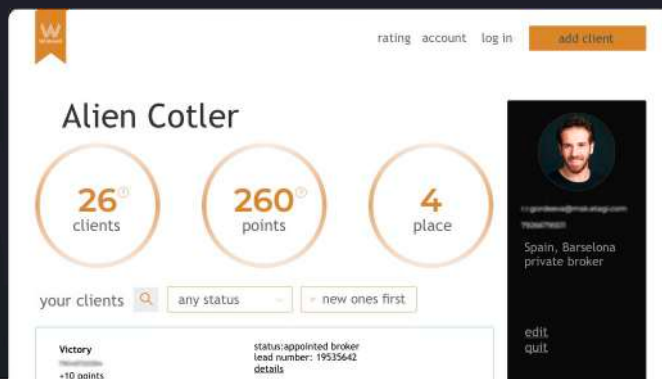 W
rating account log in add client
Alien Cotler
26
clients
260
points
4
place
Spain, Barselona
private broker
your clients any status new ones first
edit
quit
Victory
+10 points
status:appointed broker
lead number: 19535642
details